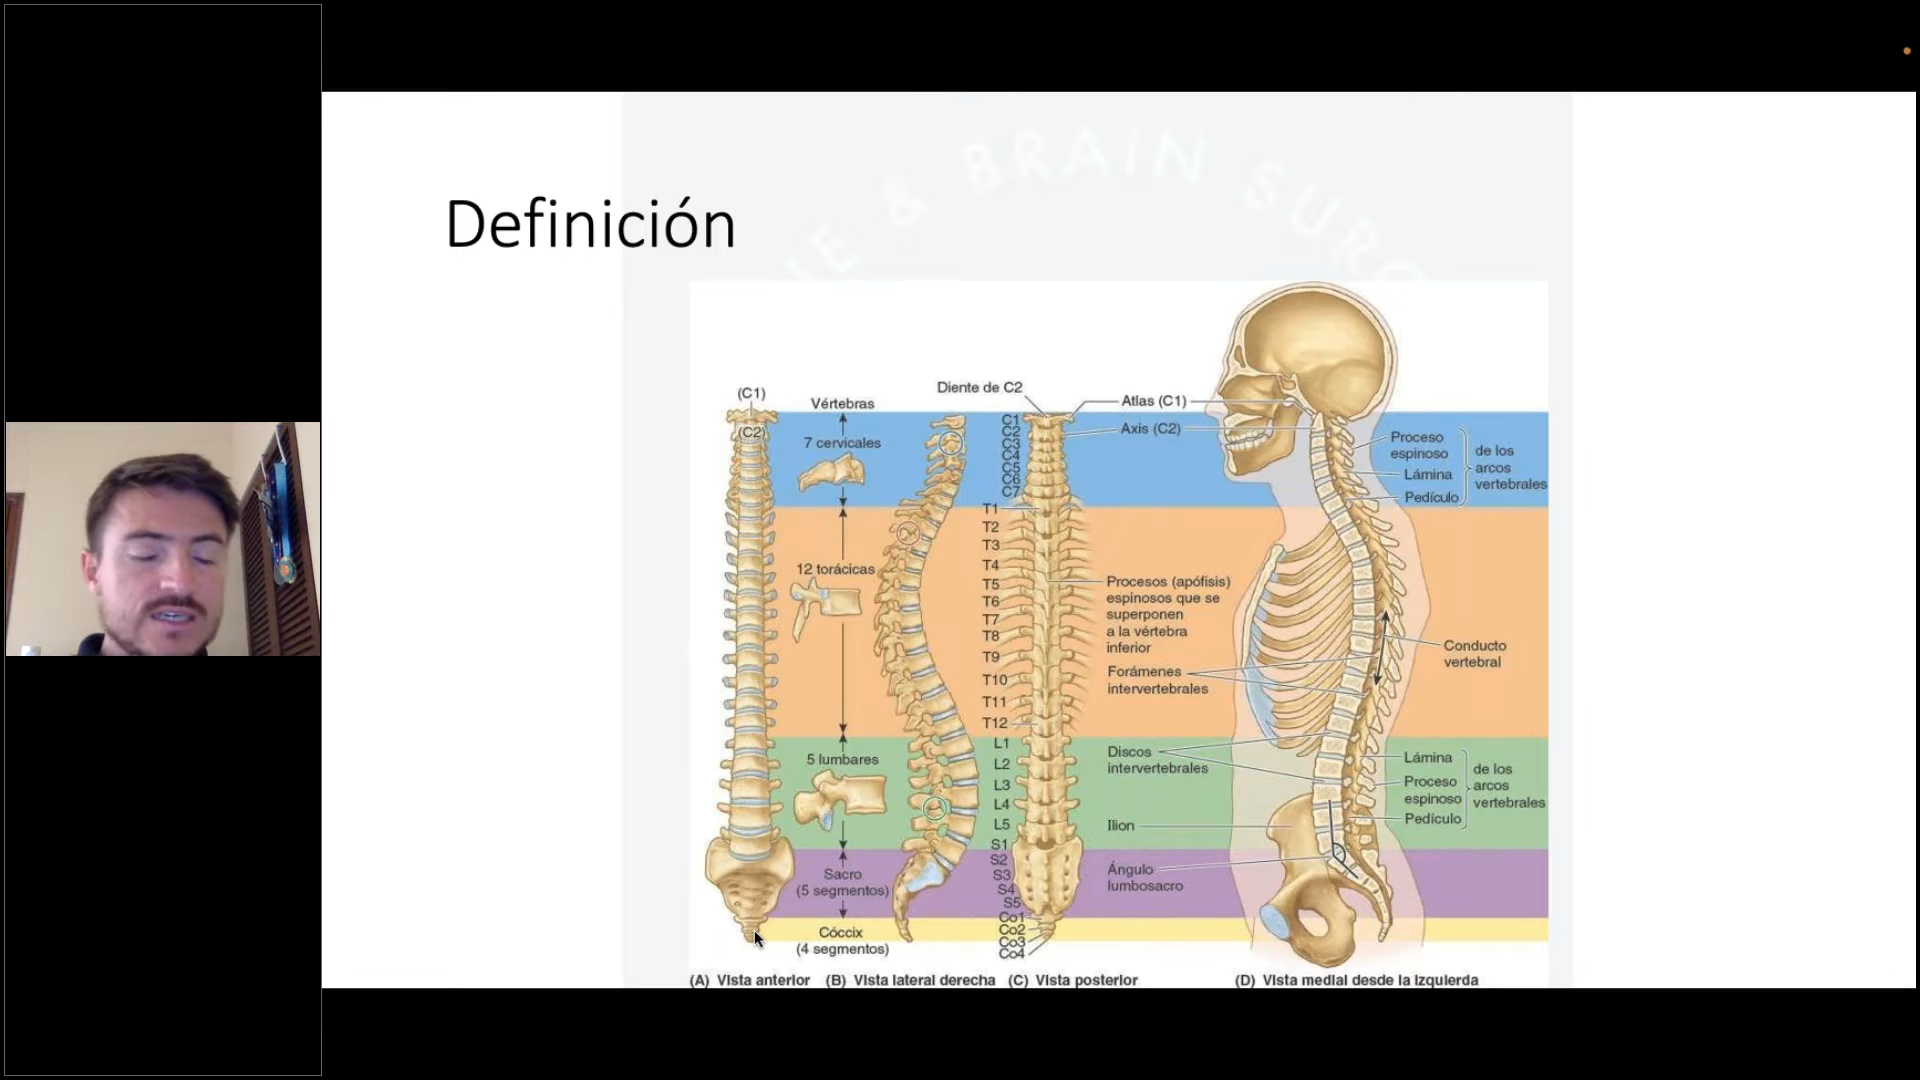 NE & BRAIN SURG
Definición
(C1)
(C2)
Vértebras
7 cervicales
12 torácicas
5 lumbares
Sacro
(5 segmentos)
Cóccix
(4 segmentos)
Diente de C2
C1
C2
C3
C4
C5
C6
C7
T1
T2
T3
T4
T5
T6
T7
T8
T9
T10
T11
T12
L1
L2
L3
L4
L5
S1
S2
S3
S4
S5
Co1
Co2
Co3
Co4
Atlas (C1)
Axis (C2)
Procesos (apófisis)
espinosos que se
superponen
a la vértebra
inferior
Forámenes
intervertebrales
Discos
intervertebrales
Ilion
Ángulo
lumbosacro
Proceso
espinoso
Lámina
Pedículo
de los
arcos
vertebrales
Conducto
vertebral
Lámina
Proceso
espinoso
Pedículo
de los
arcos
vertebrales
(A) Vista anterior (B) Vista lateral derecha (C) Vista posterior (D) Vista medial desde la izquierda